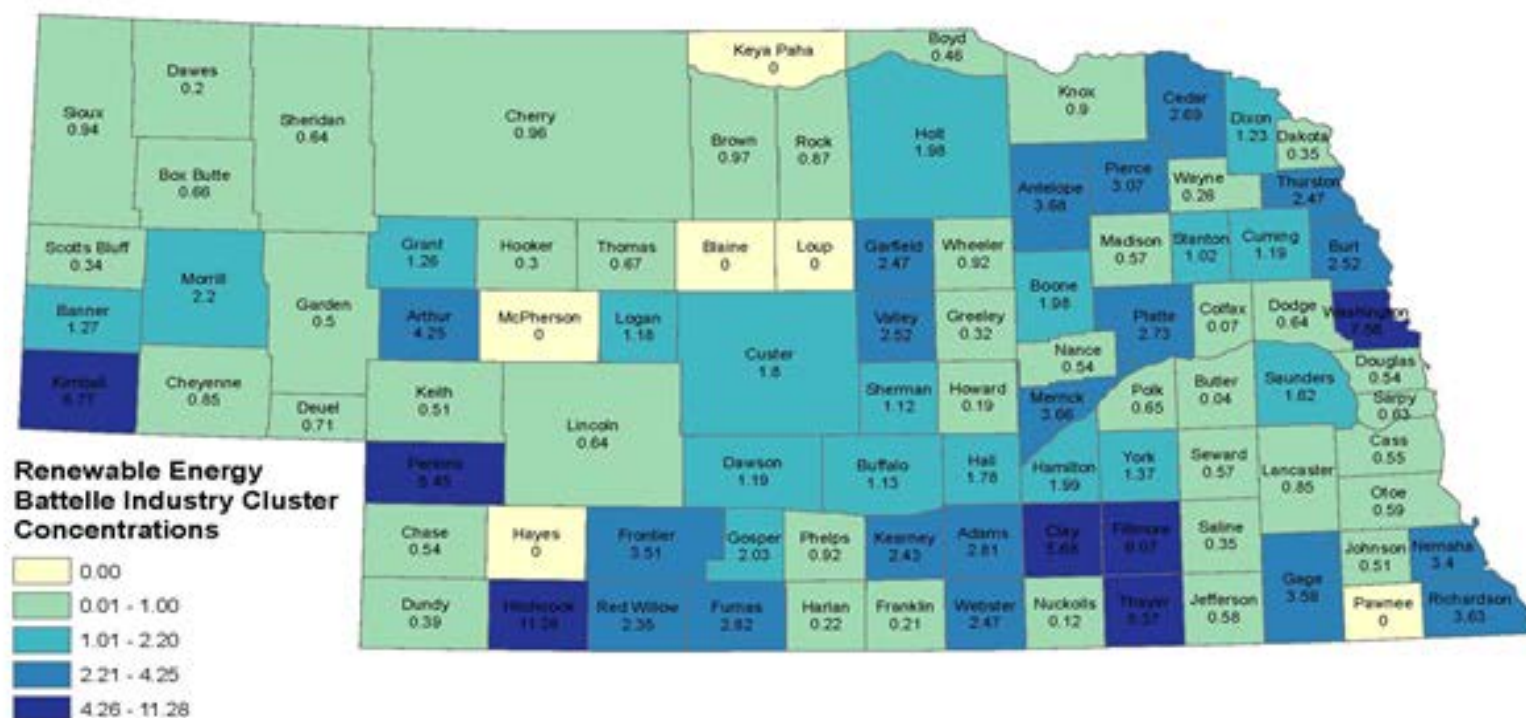 Keya Paha
0
Boyd
0.46
Dawes
0.2
Knox
0.9
Cedar
2.69
Sioux
0.94
Sheridan
0.64
Cherry
0.96
Brown
0.97
Rock
0.87
Holt
1.98
Dixon
1.23
Dakota
0.35
Box Butte
0.66
Antelope
3.68
Pierce
3.07
Wayne
0.26
Thurston
2.47
Scotts Bluff
0.34
Morrill
2.2
Grant
1.26
Hooker
0.3
Thomas
0.67
Blaine
0
Loup
0
Garfield
2.47
Wheeler
0.92
Madison
0.57
Stanton
1.02
Cuming
1.19
Burt
2.52
Banner
1.27
Garden
0.5
Arthur
4.25
McPherson
0
Logan
1.18
Custer
1.8
Valley
2.52
Greeley
0.32
Boone
1.98
Platte
2.73
Colfax
0.07
Dodge
0.64
Washington
Kimball
Cheyenne
0.85
Deuel
0.71
Keith
0.51
Lincoln
0.64
Sherman
1.12
Howard
0.19
Nance
0.54
Merrick
3.66
Polk
0.65
Butler
0.04
Saunders
Douglas
0.54
Sarpy
0.63
Perkins
Dawson
1.19
Buffalo
1.13
Hall
1.78
Hamilton
1.99
York
1.37
Seward
0.57
Lancaster
0.85
Cass
0.55
Otoe
0.59
Chase
0.54
Hayes
0
Frontier
3.51
Gosper
2.03
Phelps
0.92
Kearney
2.43
Adams
2.81
Clay
Fillmore
Saline
0.35
Gage
3.58
Johnson
0.51
Nemaha
3.4
Dundy
0.39
Hitchcock
11.28
Red Willow
2.35
Furnas
Harlan
0.22
Franklin
0.21
Webster
2.47
Nuckolls
0.12
Thayer
Jefferson
0.58
Pawnee
0
Richardson
3.63
Renewable Energy
Battelle Industry Cluster
Concentrations
0.00
0.01 - 1.00
1.01 - 2.20
2.21 - 4.25
4.26 - 11.28